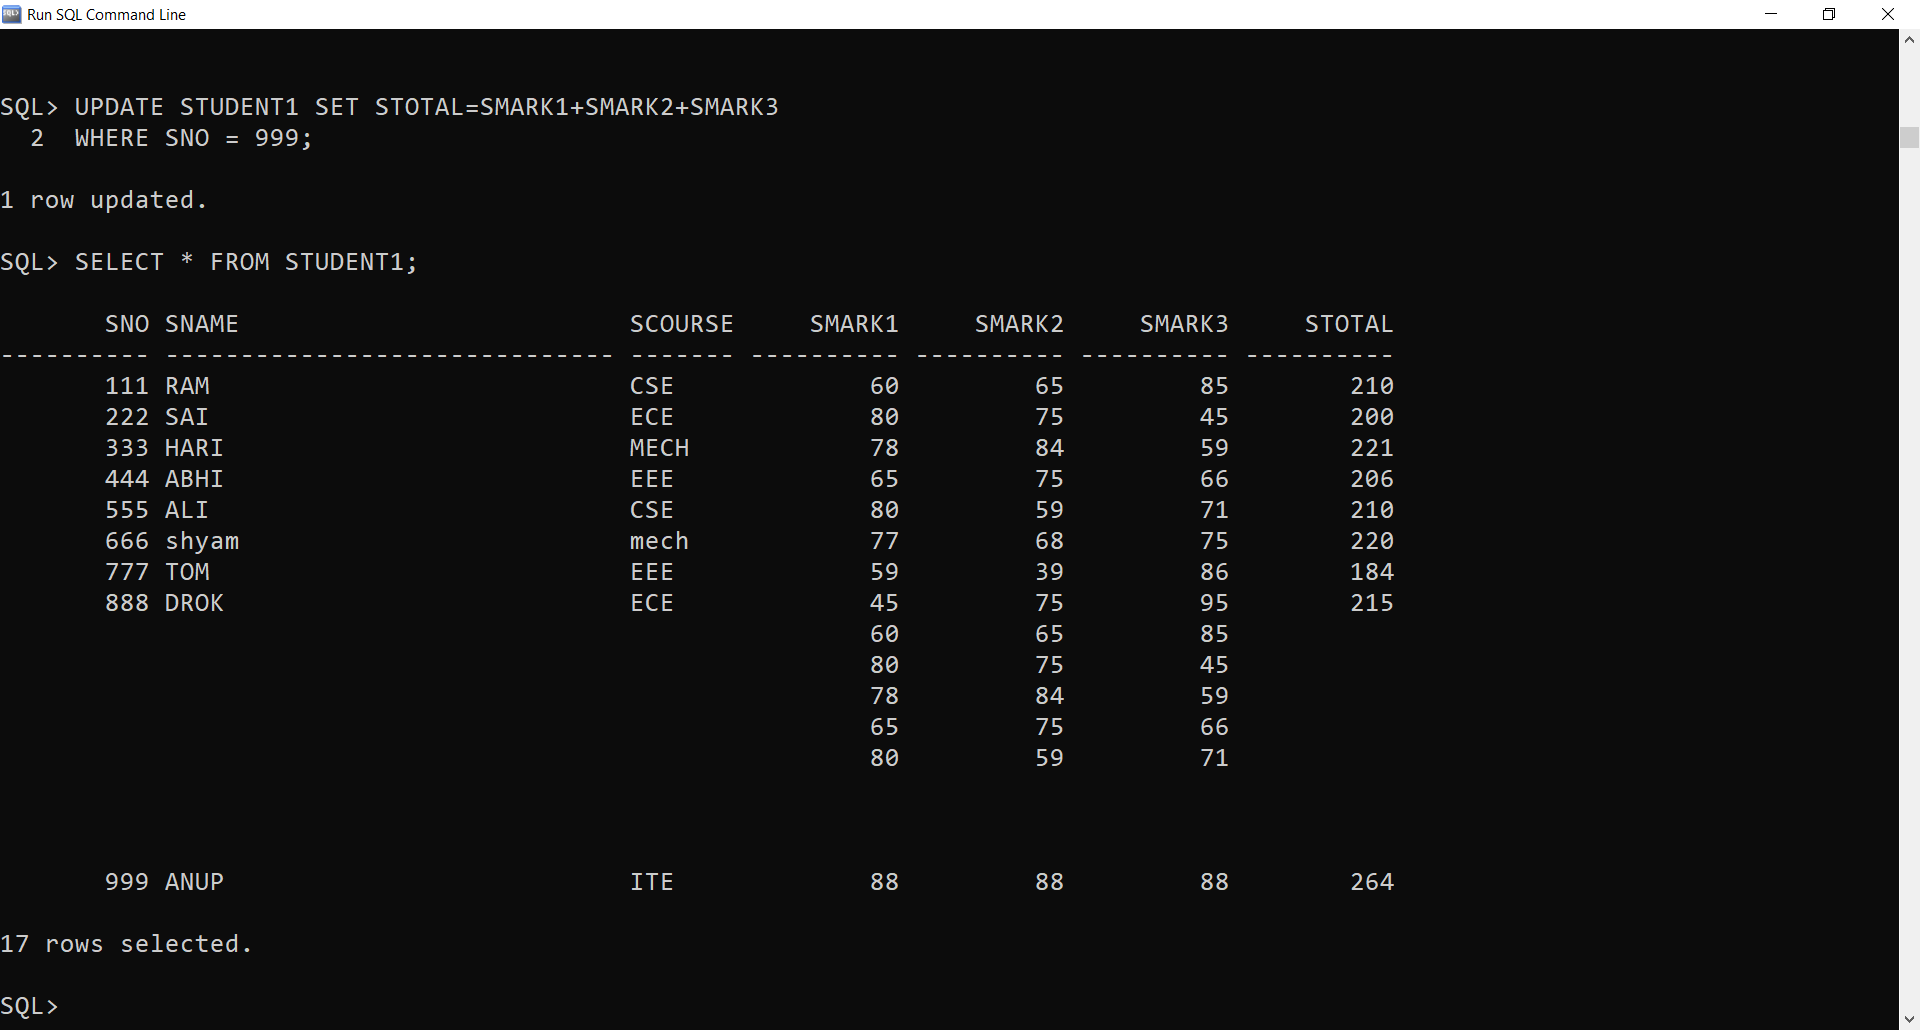 Run SQL Command Line
SQL> UPDATE STUDENT1 SET STOTAL=SMARK1+SMARK2+SMARK3
  2  WHERE SNO = 999;
1 row updated.
SQL> SELECT * FROM STUDENT1;
       SNO SNAME                          SCOURSE     SMARK1     SMARK2     SMARK3     STOTAL
---------- ------------------------------ ------- ---------- ---------- ---------- ----------
       111 RAM                            CSE             60         65         85        210
       222 SAI                            ECE             80         75         45        200
       333 HARI                           MECH            78         84         59        221
       444 ABHI                           EEE             65         75         66        206
       555 ALI                            CSE             80         59         71        210
       666 shyam                          mech            77         68         75        220
       777 TOM                            EEE             59         39         86        184
       888 DROK                           ECE             45         75         95        215
                                                          60         65         85
                                                          80         75         45
                                                          78         84         59
                                                          65         75         66
                                                          80         59         71
       999 ANUP                           ITE             88         88         88        264
17 rows selected.
SQL>